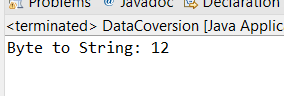 Problems @ Javadoc Declaration
<terminated> DataCoversion [Java Applic
Byte to String: 12